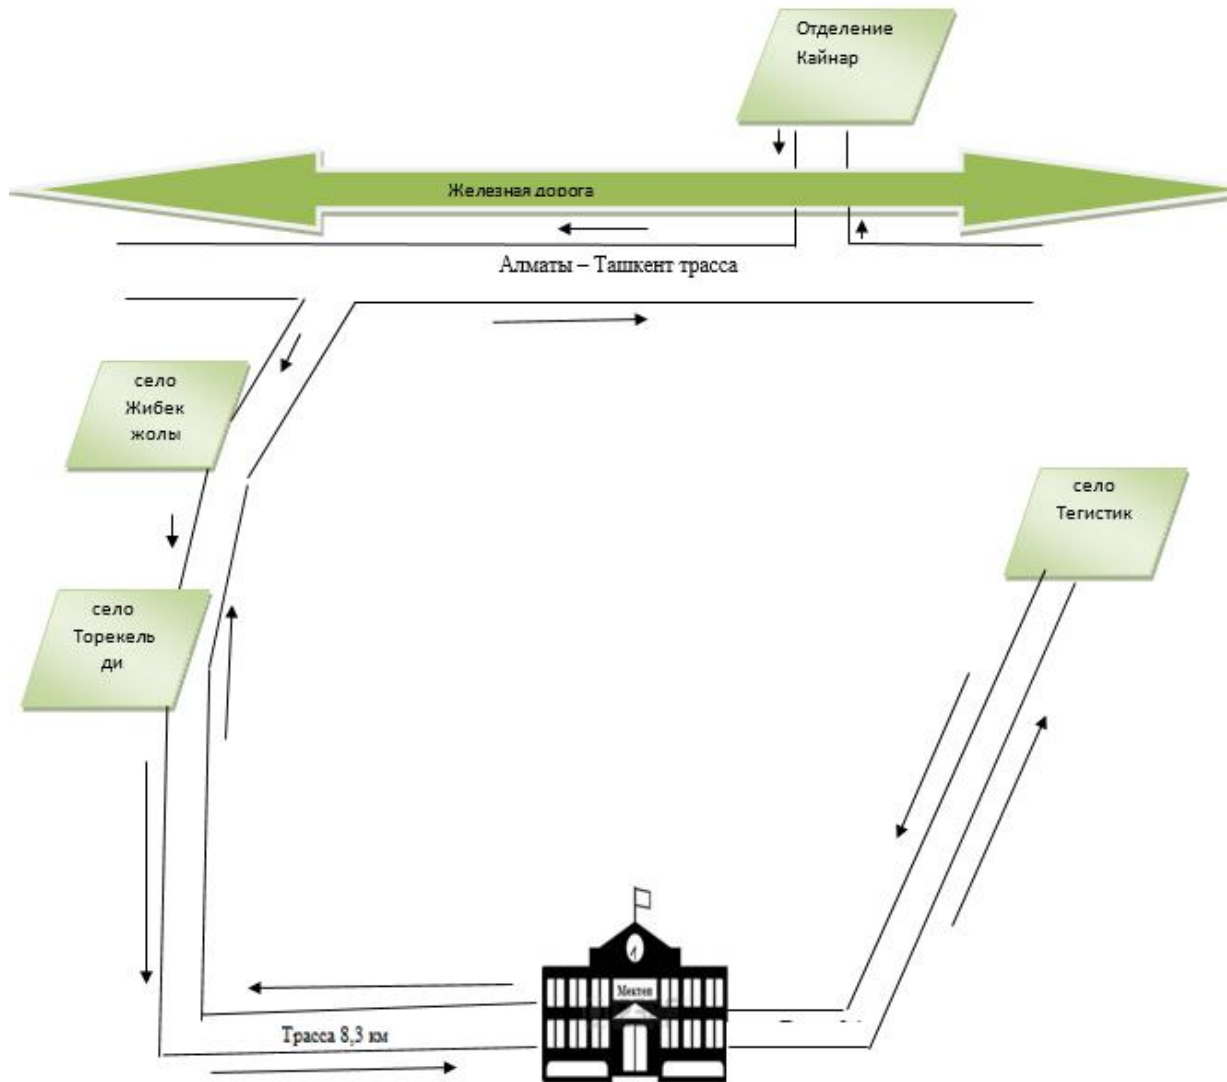 Отделение
Кайнар
Железная дорога
Алматы – Ташкент трасса
село
Жибек
жолы
село
Тегистик
село
Торекель
ди
Мектеп
Трасса 8,3 км